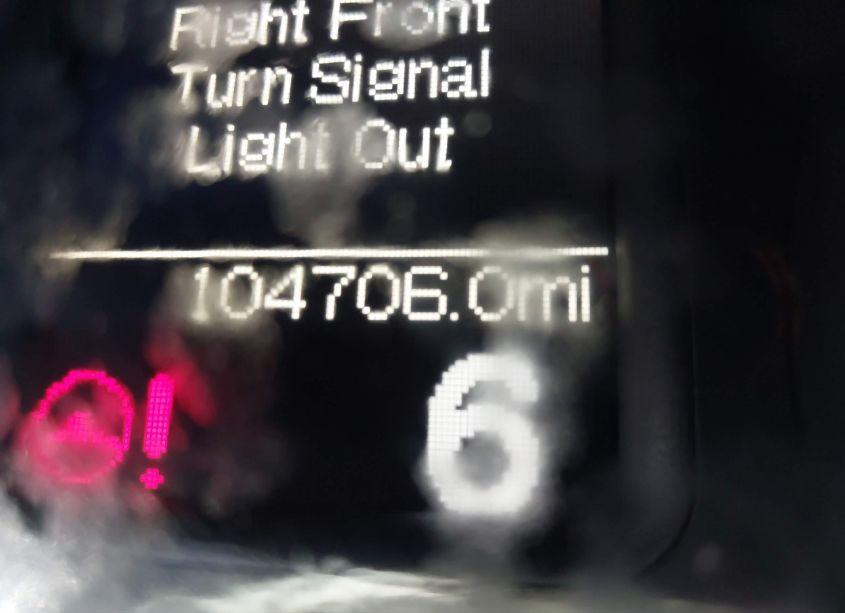 Right Front
Turn Signal
Light Out
104706.0mi
! 6